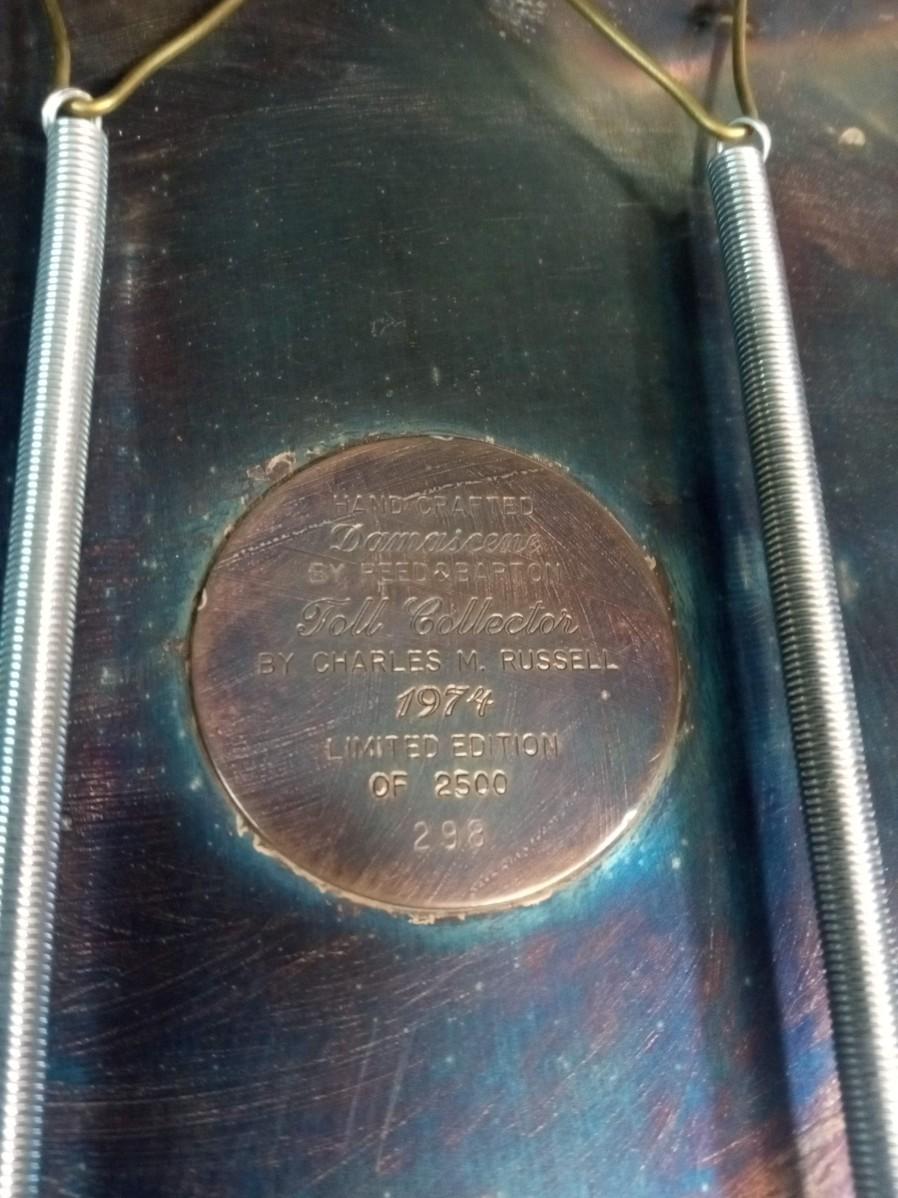 HAND CRAFTED
Damascene
BY REED & BARTON
Toll Collector
BY CHARLES M. RUSSELL
1974
LIMITED EDITION
OF 2500
298